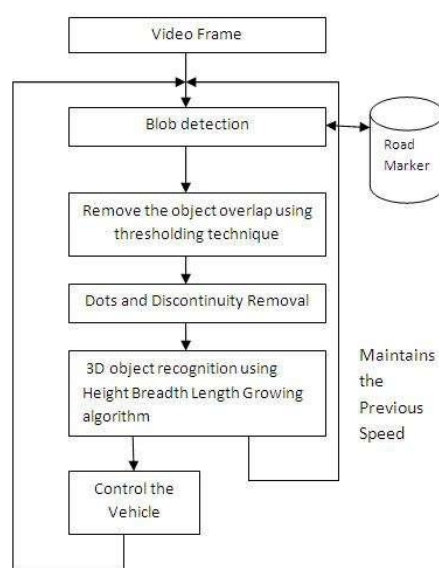 Video Frame
Blob detection
Road
Marker
Remove the object overlap using
thresholding technique
Dots and Discontinuity Removal
3D object recognition using
Height Breadth Length Growing
algorithm
Maintains
the
Previous
Speed
Control the
Vehicle